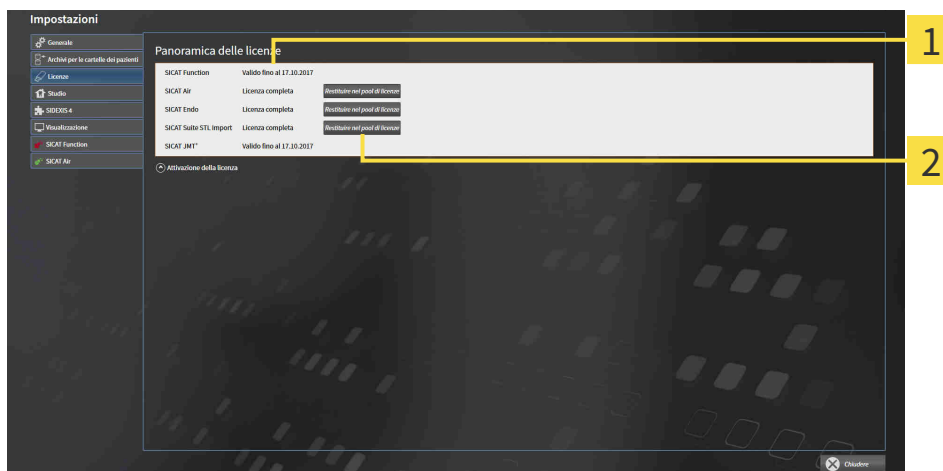 Impostazioni
Generale
Archivi per le cartelle dei pazienti
Licenze
Studio
SIDEXIS 4
Visualizzazione
SICAT Function
SICAT Air
Panoramica delle licenze
SICAT Function Valido fino al 17.10.2017
SICAT Air Licenza completa Restituire nel pool di licenze
SICAT Endo Licenza completa Restituire nel pool di licenze
SICAT Suite STL Import Licenza completa Restituire nel pool di licenze
SICAT JMT+ Valido fino al 17.10.2017
Attivazione della licenza
Chiudere
1
2